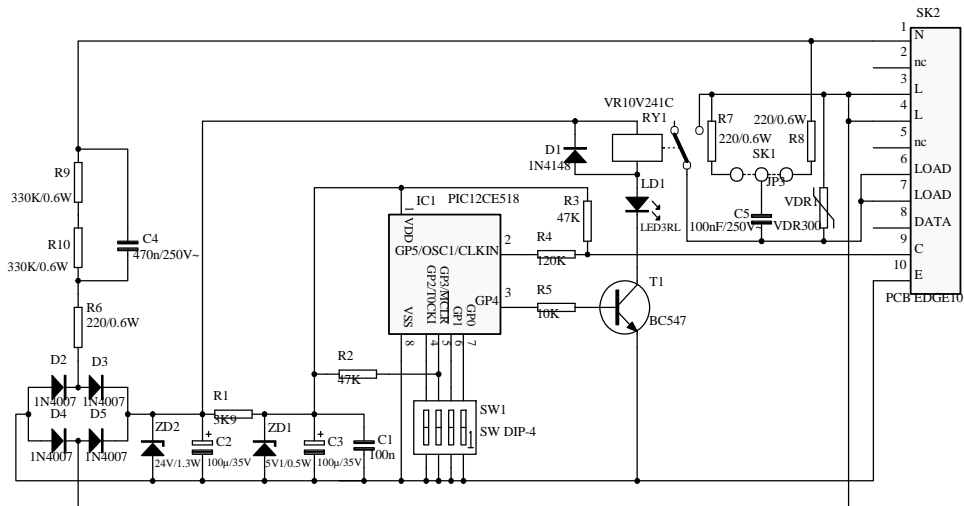 SK2
1
N
2
nc
3
L
4
L
5
nc
6
LOAD
7
LOAD
8
DATA
9
C
10
E
PCB EDGE10
VR10V241C
RY1
R7
220/0.6W
220/0.6W
R8
SK1
JP3
C5
100nF/250V~
VDR1
VDR300
D1
1N4148
LD1
LED3RL
R3
47K
R4
120K
R5
10K
T1
BC547
IC1
PIC12CE518
1
VDD
GP5/OSC1/CLKIN
2
GP4
3
VSS
GP2/T0CKI
GP3/MCLR
GP1
GP0
8
4
5
6
7
R9
330K/0.6W
R10
330K/0.6W
C4
470n/250V~
R6
220/0.6W
R2
47K
D2
1N4007
D3
1N4007
D4
1N4007
D5
1N4007
R1
3K9
ZD2
24V/1.3W
C2
+
100µ/35V
ZD1
5V1/0.5W
C3
+
100µ/35V
C1
100n
SW1
SW DIP-4
1